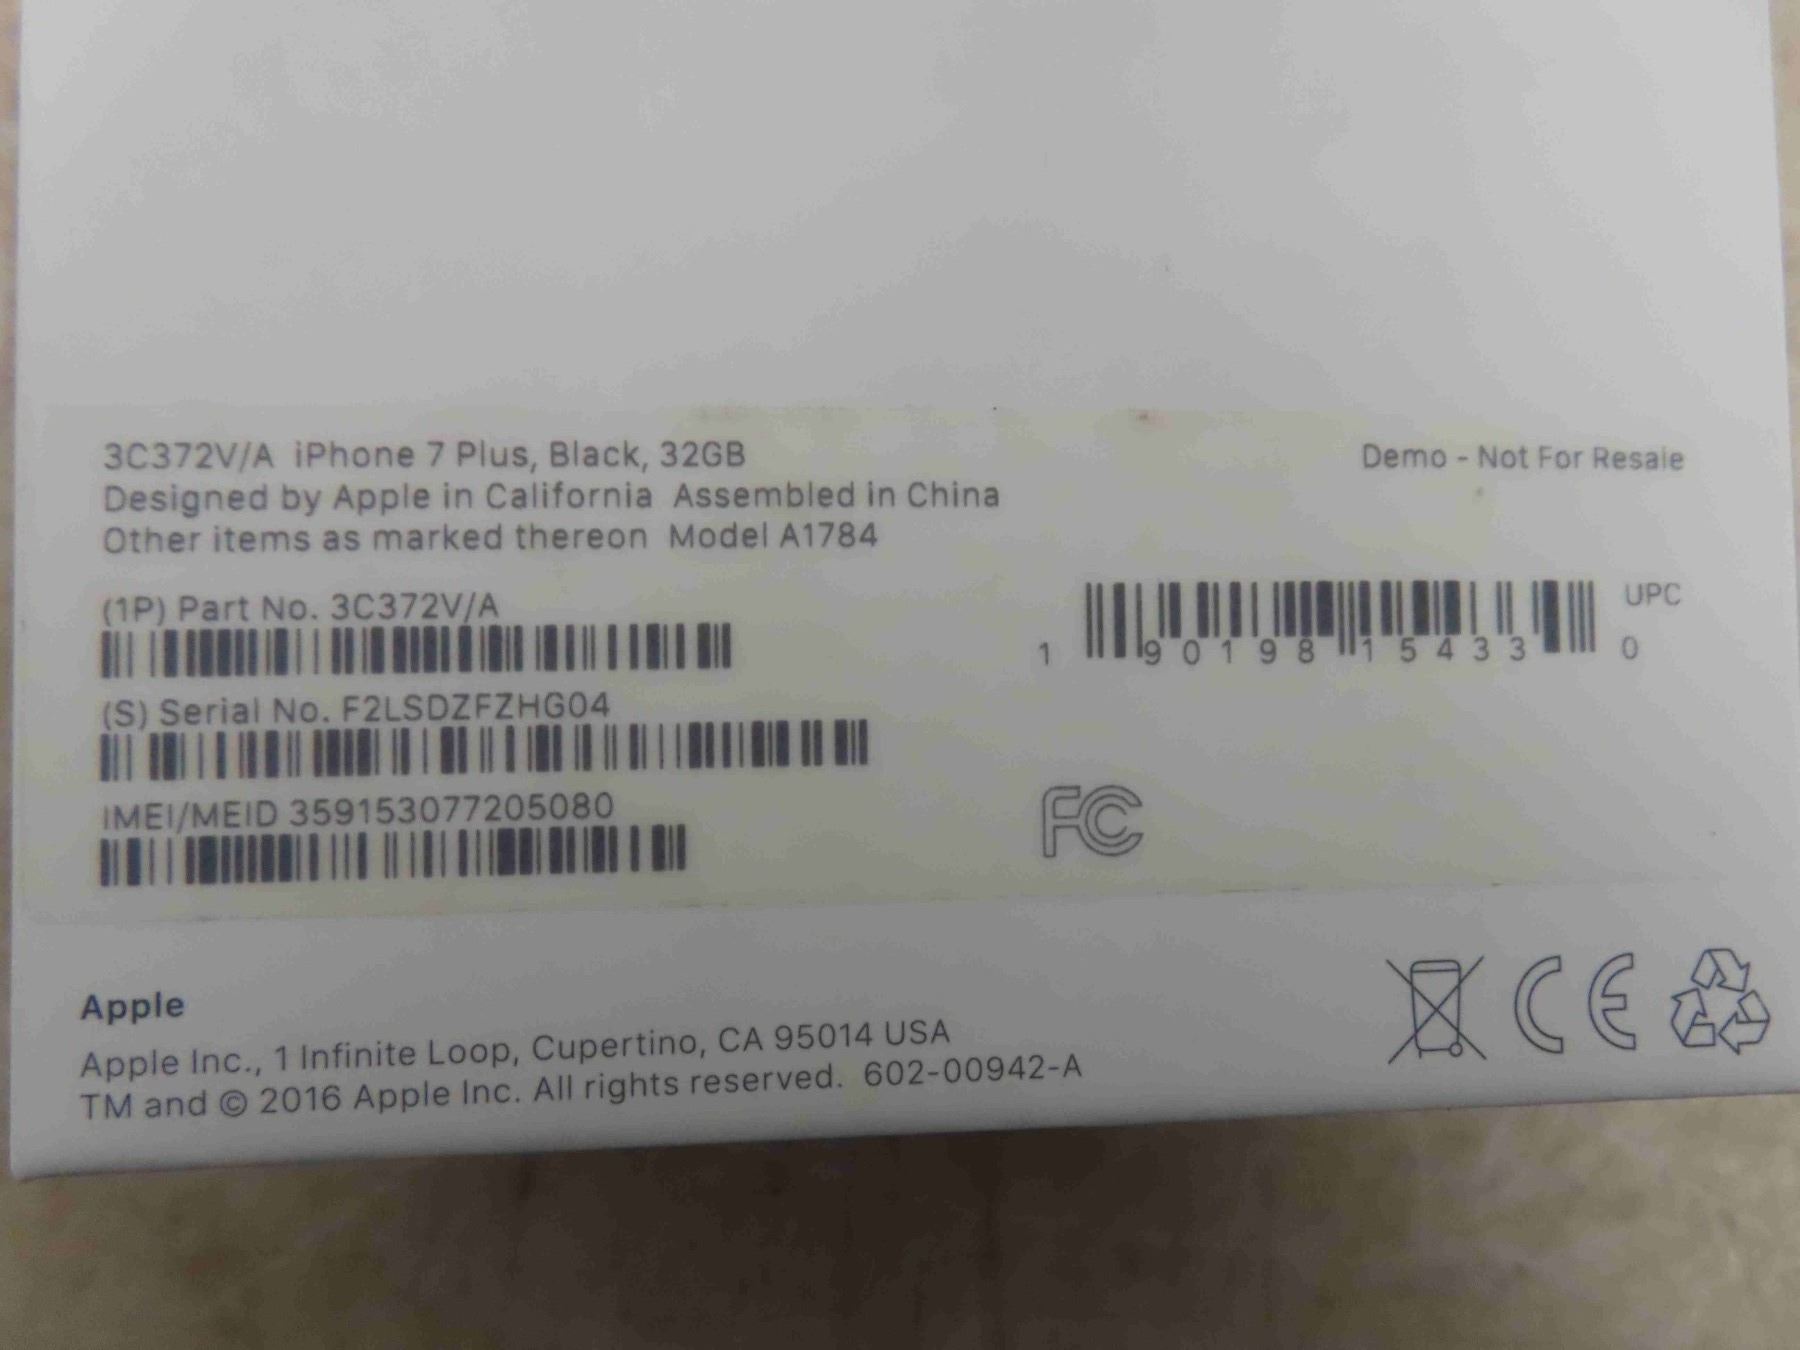 3C372V/A iPhone 7 Plus, Black, 32GB
Demo - Not For Resale
Designed by Apple in California Assembled in China
Other items as marked thereon Model A1784
(1P) Part No. 3C372V/A
UPC
1 90198 15433 0
(S) Serial No. F2LSDZFZHG04
IMEI/MEID 359153077205080
FC
Apple
CE
Apple Inc., 1 Infinite Loop, Cupertino, CA 95014 USA
TM and © 2016 Apple Inc. All rights reserved. 602-00942-A